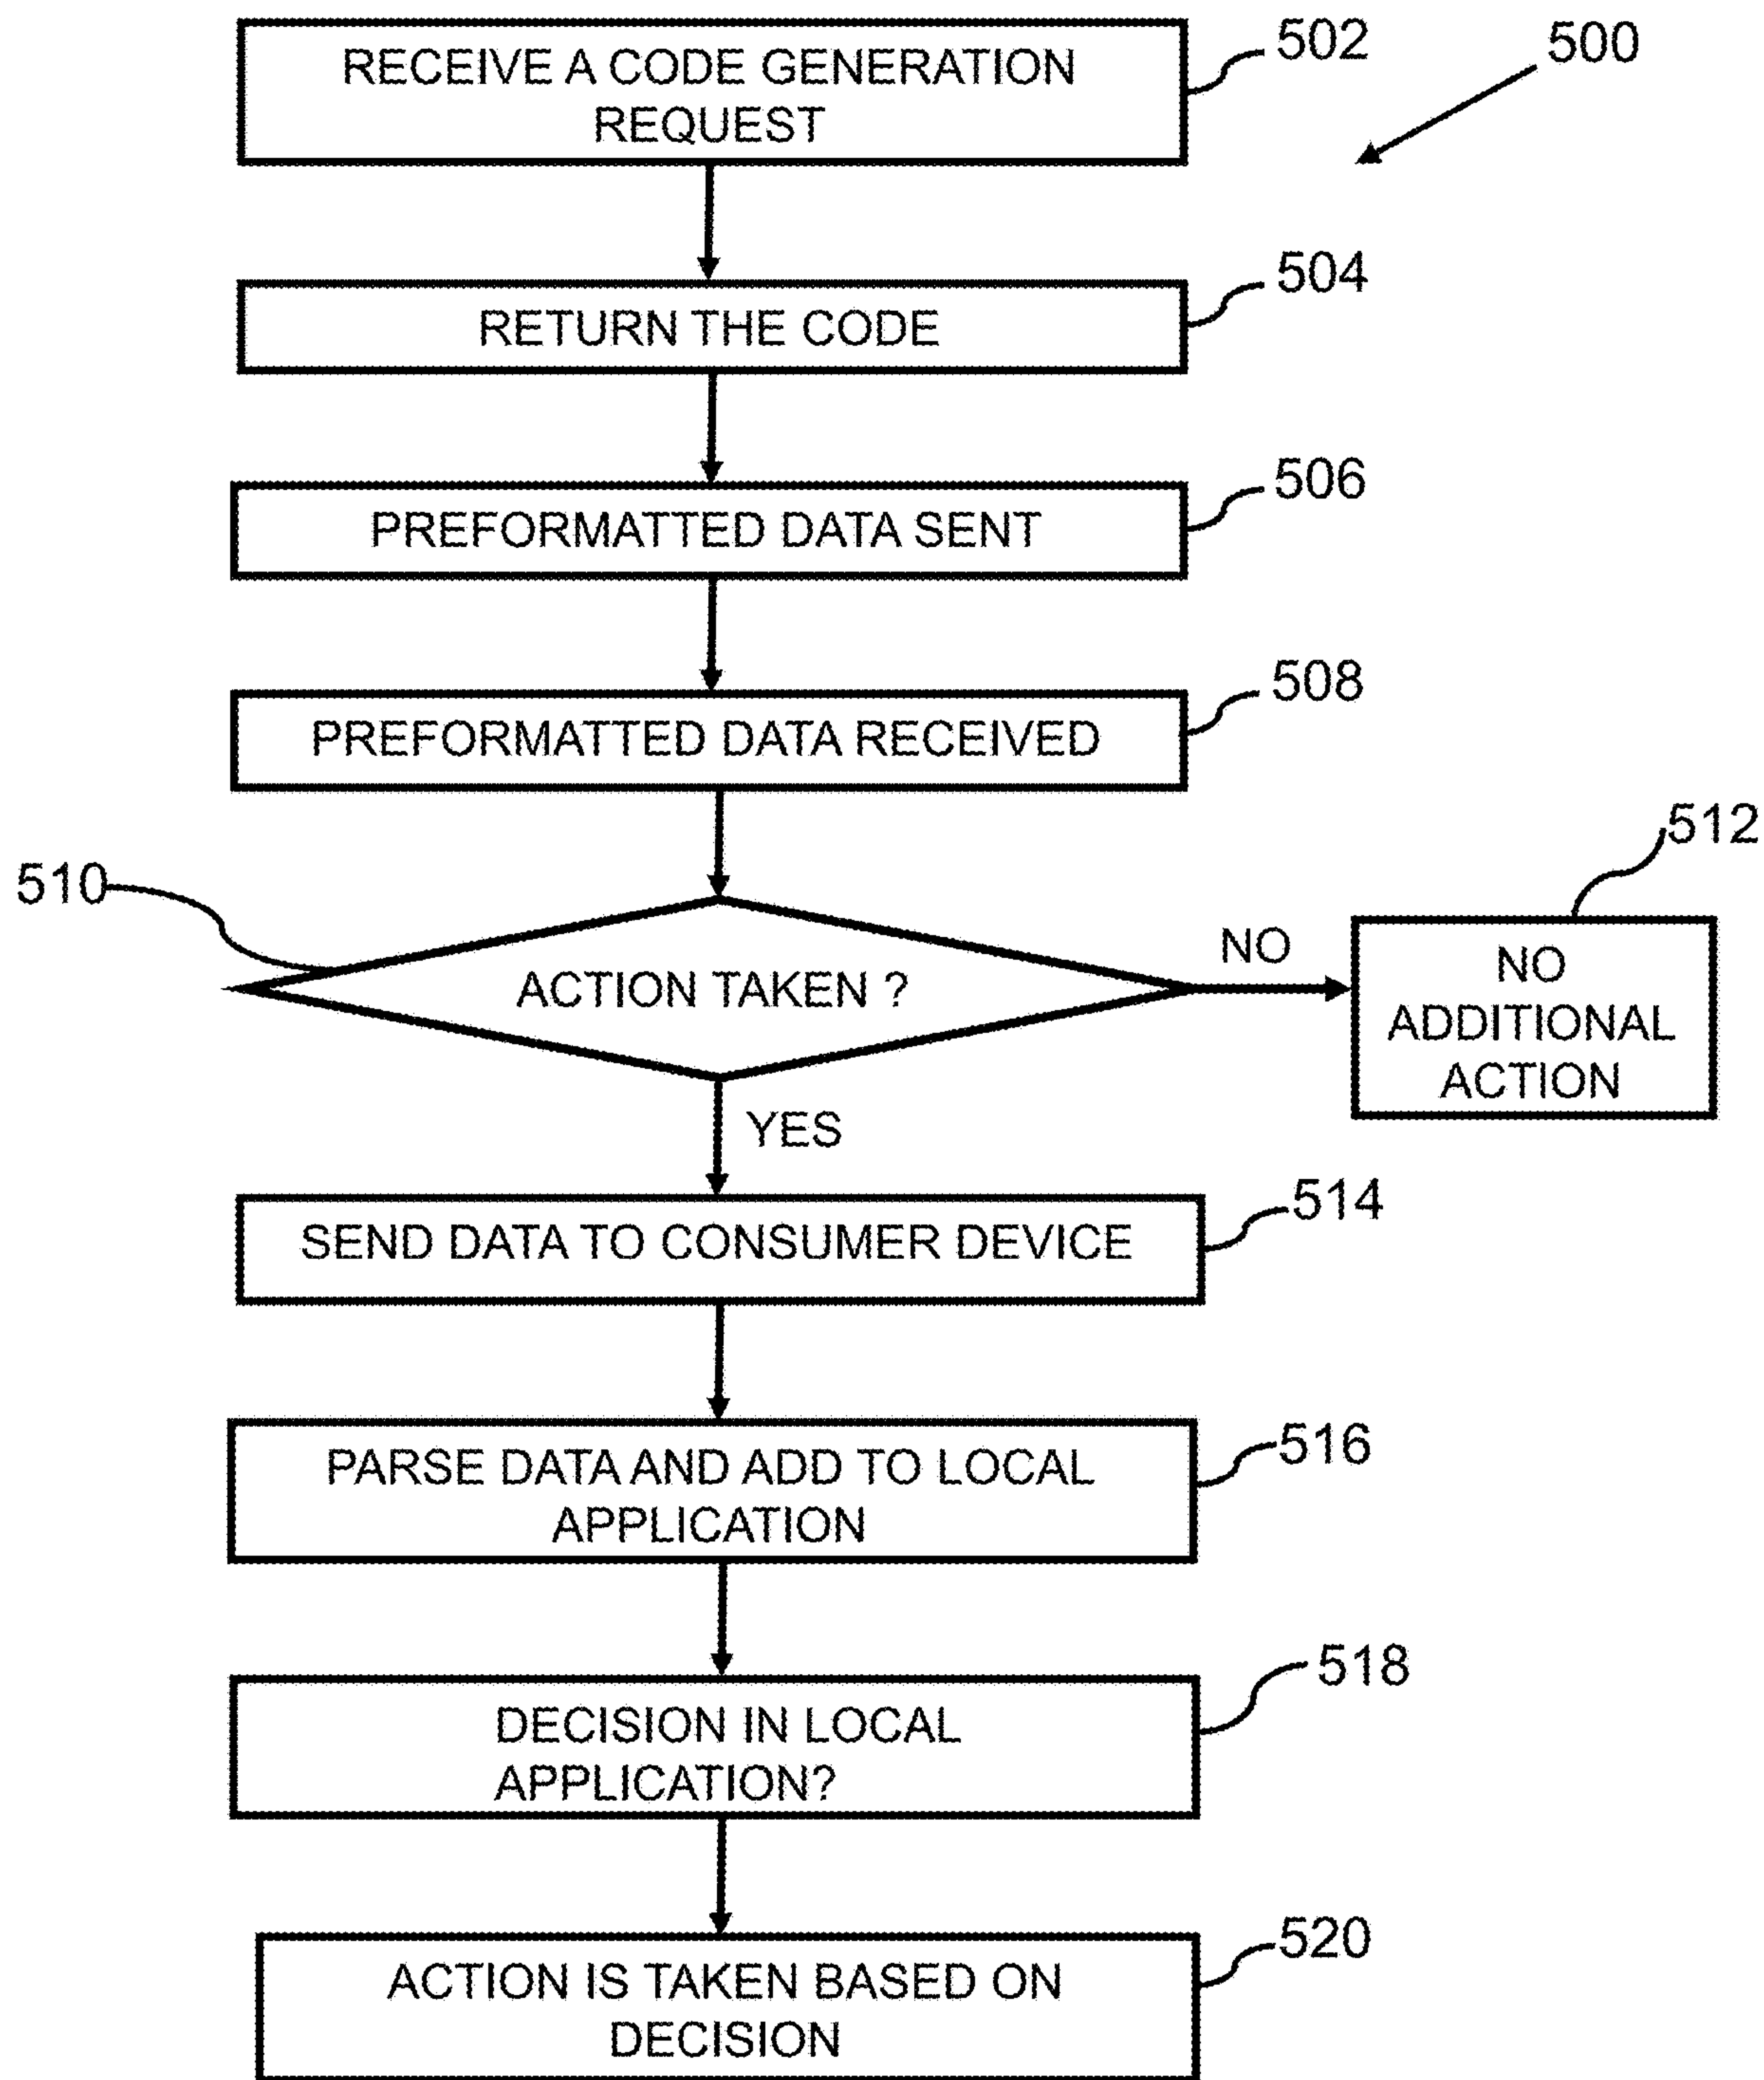 RECEIVE A CODE GENERATION
REQUEST
502
500
RETURN THE CODE
504
PREFORMATTED DATA SENT
506
PREFORMATTED DATA RECEIVED
508
510
ACTION TAKEN ?
NO
512
NO
ADDITIONAL
ACTION
YES
SEND DATA TO CONSUMER DEVICE
514
PARSE DATA AND ADD TO LOCAL
APPLICATION
516
DECISION IN LOCAL
APPLICATION?
518
ACTION IS TAKEN BASED ON
DECISION
520